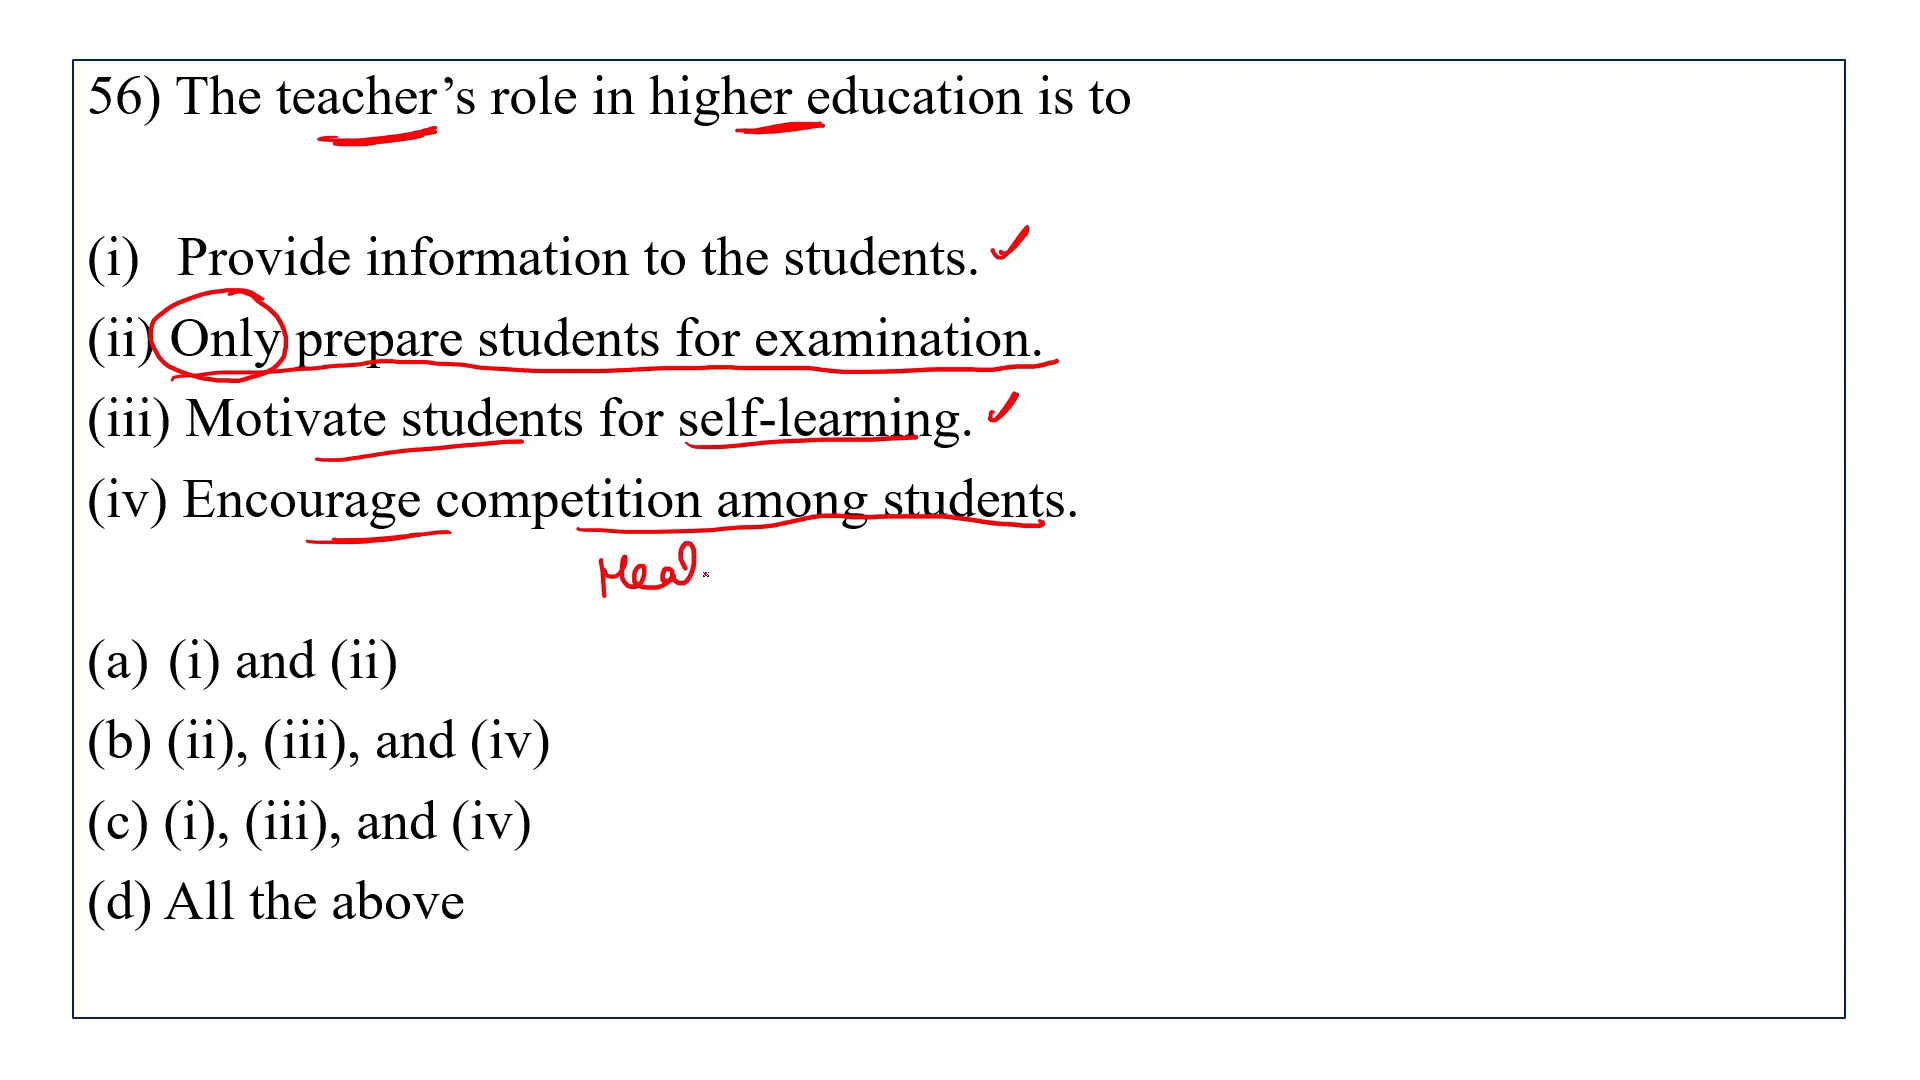 56) The teacher’s role in higher education is to
(i) Provide information to the students.
(ii) Only prepare students for examination.
(iii) Motivate students for self-learning.
(iv) Encourage competition among students.
Heal
(a) (i) and (ii)
(b) (ii), (iii), and (iv)
(c) (i), (iii), and (iv)
(d) All the above